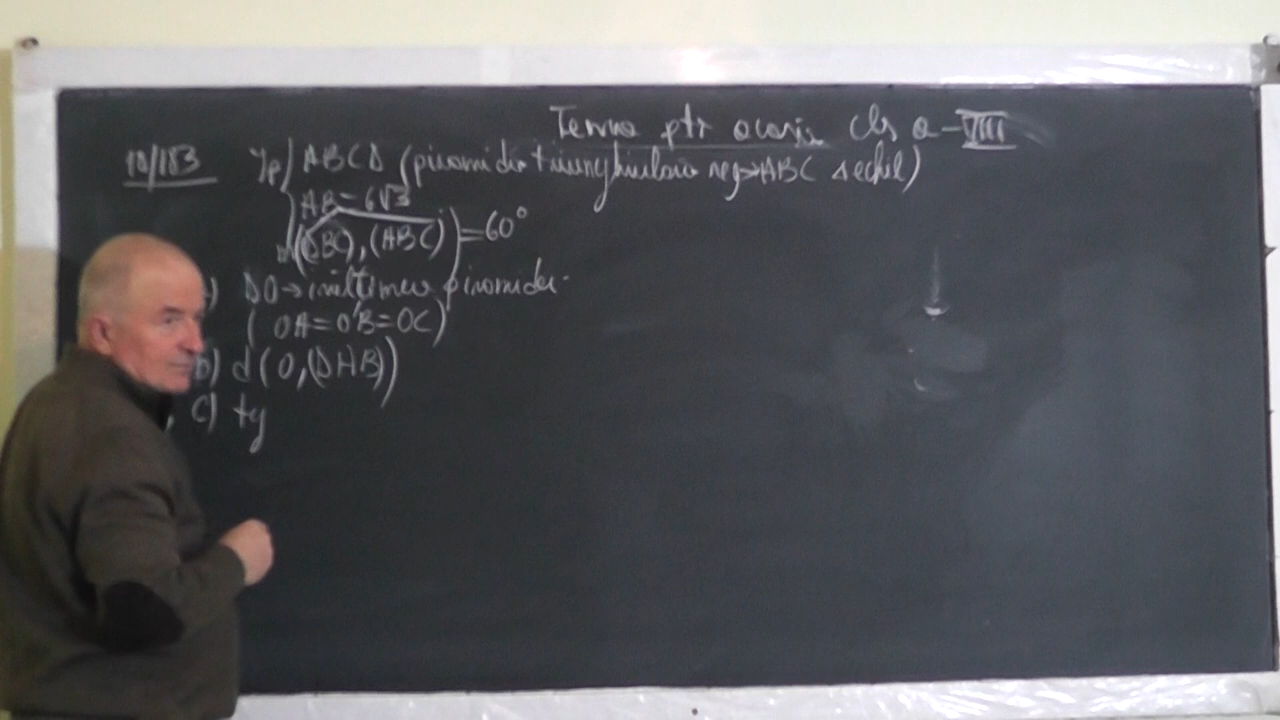 Tema ptr acasă cls a-VIII
10/183 Ip/ ABCD (piramidă triunghiulară reg→ABC echil)
AB=6√3
m((DBC),(ABC))=60°
) DO→înălțimea piramidei
(OA=OB=OC)
b) d(O,(DAB))
c) tg